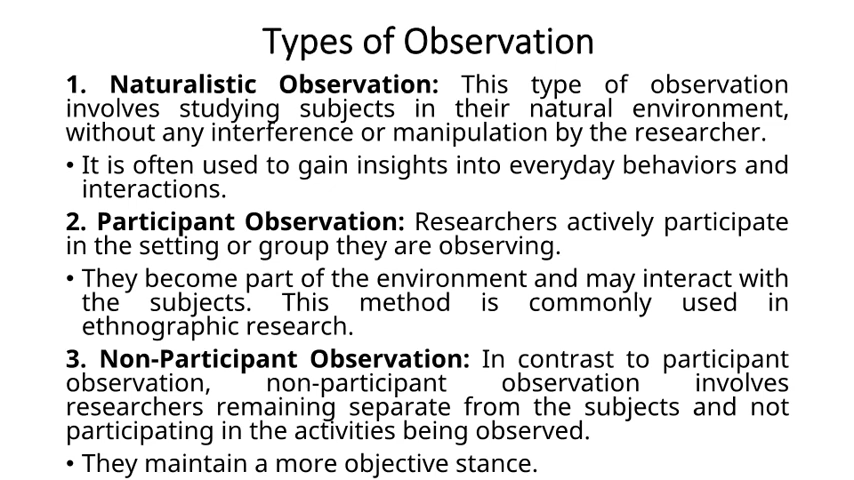 Types of Observation
1. Naturalistic Observation: This type of observation
involves studying subjects in their natural environment,
without any interference or manipulation by the researcher.
• It is often used to gain insights into everyday behaviors and
interactions.
2. Participant Observation: Researchers actively participate
in the setting or group they are observing.
• They become part of the environment and may interact with
the subjects. This method is commonly used in
ethnographic research.
3. Non-Participant Observation: In contrast to participant
observation, non-participant observation involves
researchers remaining separate from the subjects and not
participating in the activities being observed.
• They maintain a more objective stance.